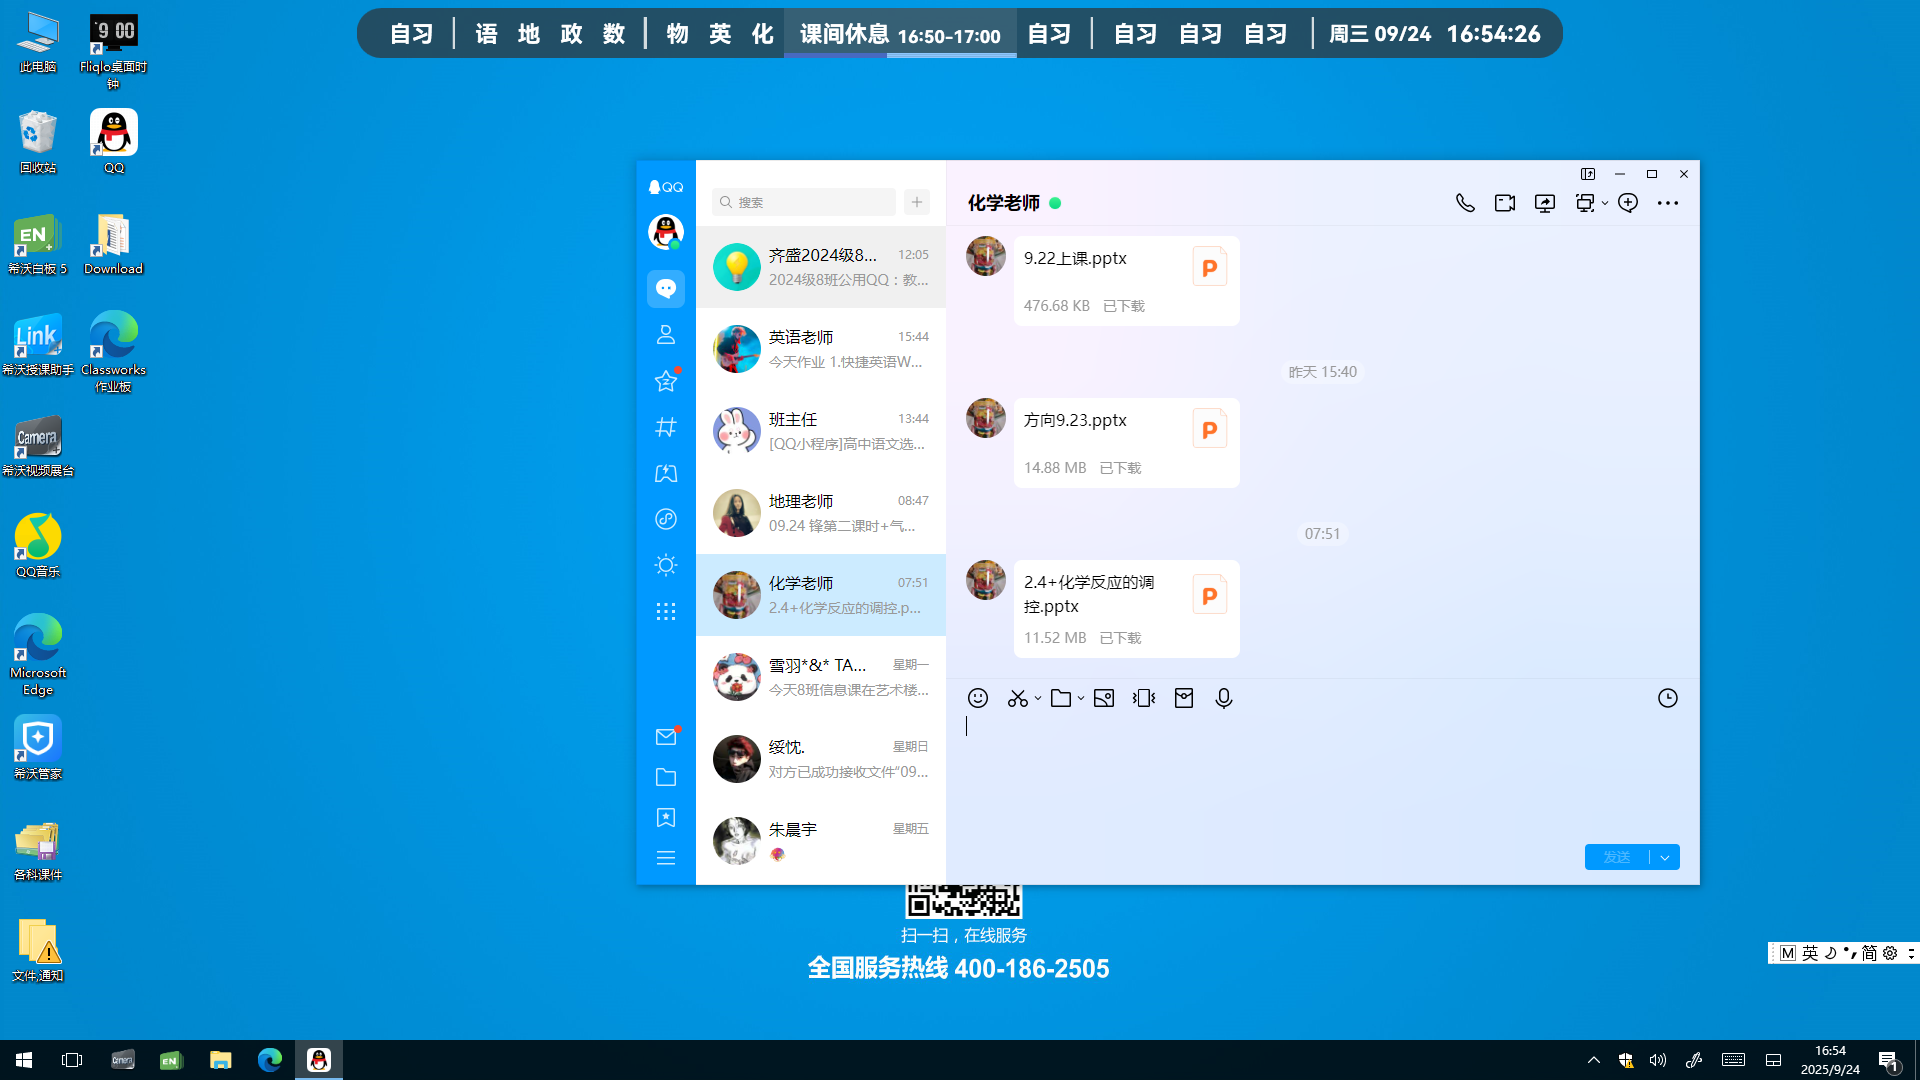 自习 语 地 政 数 物 英 化 课间休息 16:50-17:00 自习 自习 自习 自习 周三 09/24 16:54:26
此电脑
Fliqlo桌面时钟
回收站
QQ
希沃白板 5
Download
希沃授课助手
Classworks
作业板
希沃视频展台
QQ音乐
Microsoft
Edge
希沃管家
各科课件
文件,通知
QQ
搜索
齐盛2024级8... 12:05
2024级8班公用QQ：教...
英语老师 15:44
今天作业 1.快捷英语W...
班主任 13:44
[QQ小程序]高中语文选...
地理老师 08:47
09.24 锋第二课时+气...
化学老师 07:51
2.4+化学反应的调控.p...
雪羽*&* TA... 星期一
今天8班信息课在艺术楼...
绥忱. 星期日
对方已成功接收文件“09...
朱晨宇 星期五
化学老师
9.22上课.pptx
476.68 KB 已下载
昨天 15:40
方向9.23.pptx
14.88 MB 已下载
07:51
2.4+化学反应的调
控.pptx
11.52 MB 已下载
发送
扫一扫，在线服务
全国服务热线 400-186-2505
M 英 简
16:54
2025/9/24
1